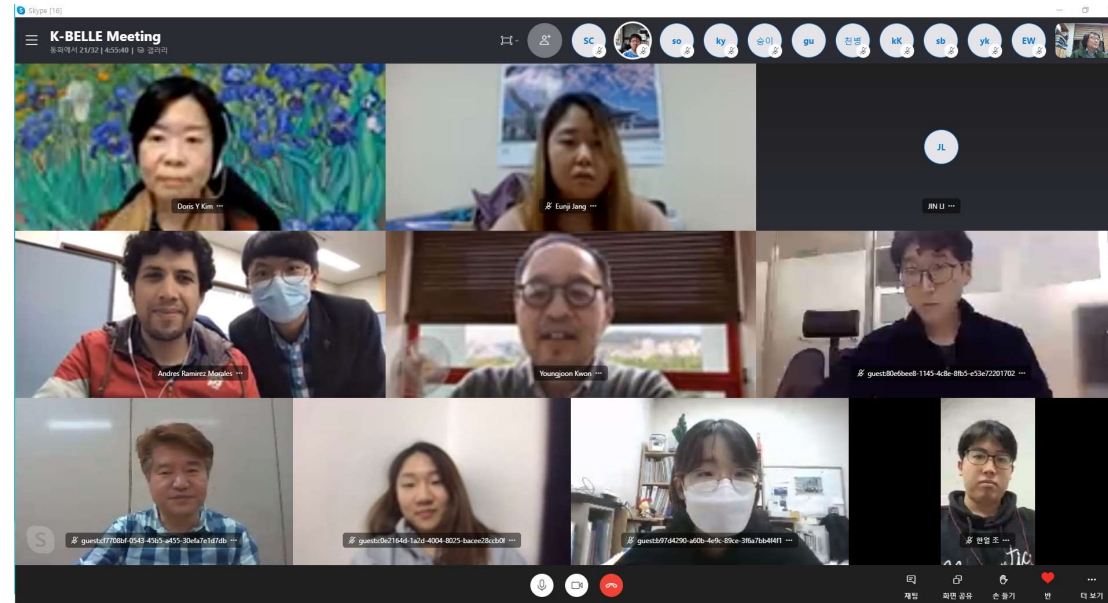 Skype [16]
K-BELLE Meeting
통화에서 21/32 | 4:55:40 | 갤러리
SC
so
ky
승이
gu
천병
kK
sb
yk
EW
Doris Y Kim ···
Eunji Jang ···
JL
JIN LI ···
Andres Ramirez Morales ···
Youngjoon Kwon ···
guest:80e6bee8-1145-4c8e-8fb5-e53e72201702 ···
guest:cf7708bf-0543-45b5-a455-30efa7e1d7db ···
guest:c0e2164d-1a2d-4004-8025-bacee28ccb0f ···
guest:b97d4290-a60b-4e9c-89ce-3f6a7bb4f4f1 ···
한얼 조 ···
S
채팅
화면 공유
손 들기
반
더 보기